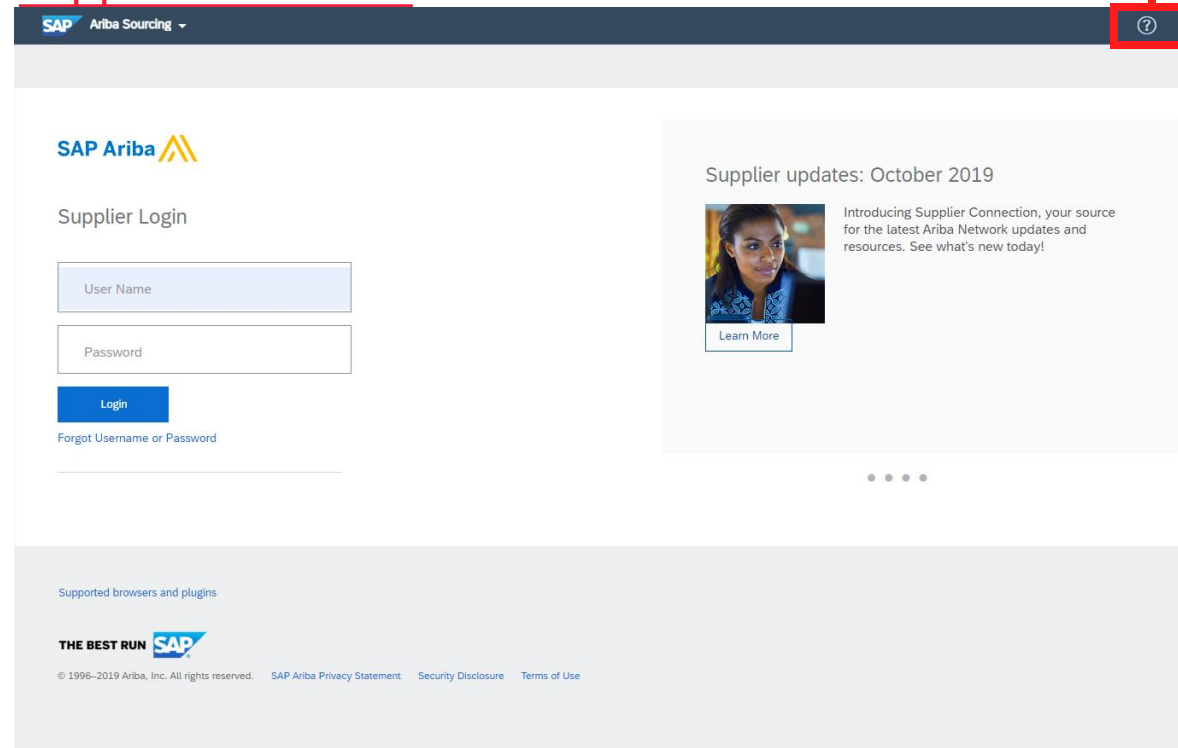 SAP Ariba Sourcing
SAP Ariba
Supplier Login
User Name
Password
Login
Forgot Username or Password
Supplier updates: October 2019
Introducing Supplier Connection, your source
for the latest Ariba Network updates and
resources. See what's new today!
Learn More
Supported browsers and plugins
THE BEST RUN SAP
© 1996–2019 Ariba, Inc. All rights reserved. SAP Ariba Privacy Statement Security Disclosure Terms of Use